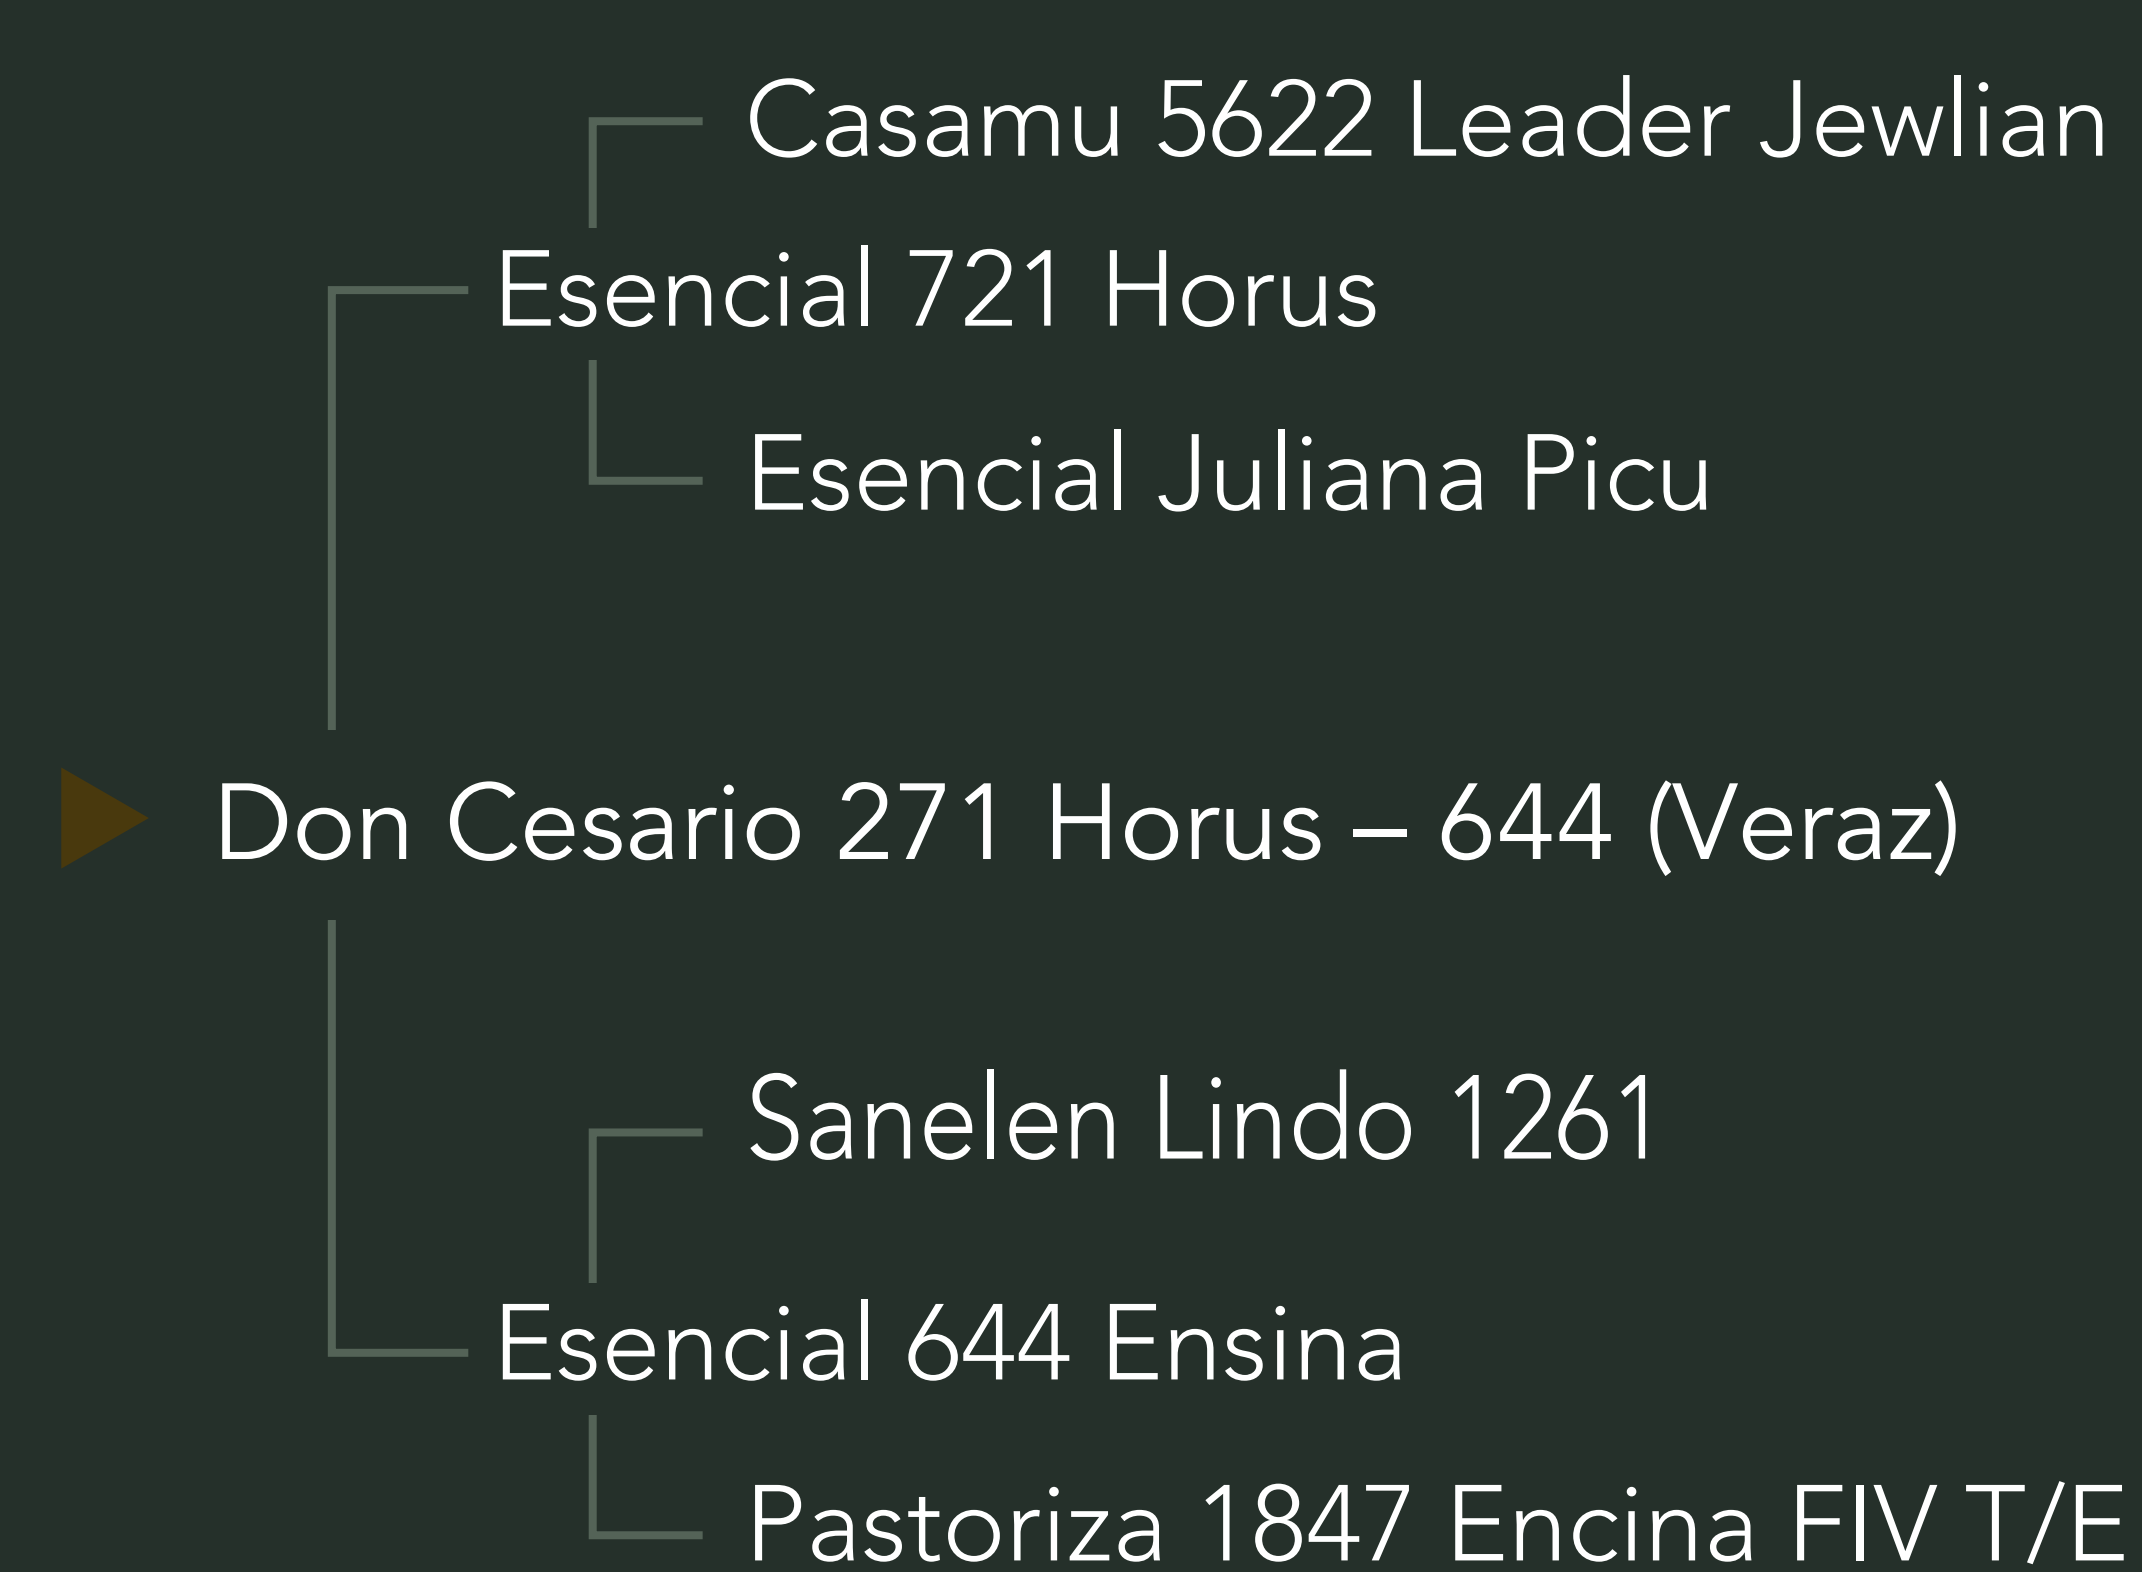 Casamu 5622 Leader Jewlian
Esencial 721 Horus
Esencial Juliana Picu
Don Cesario 271 Horus – 644 (Veraz)
Sanelen Lindo 1261
Esencial 644 Ensina
Pastoriza 1847 Encina FIV T/E